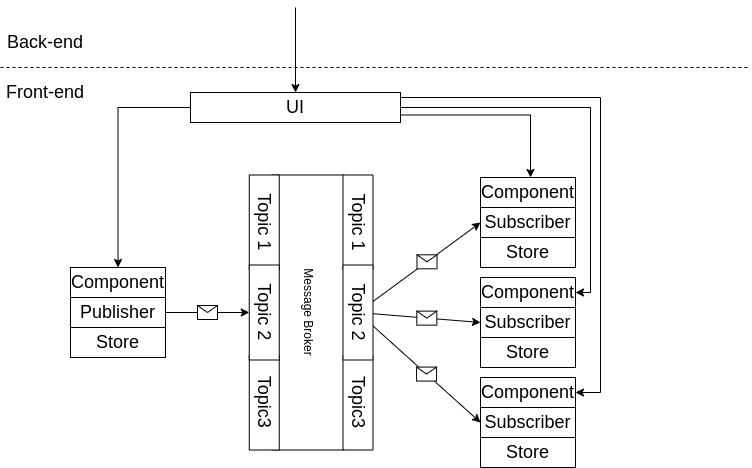 Back-end
Front-end
UI
Component
Publisher
Store
Topic 1
Topic 2
Topic3
Message Broker
Topic 1
Topic 2
Topic3
Component
Subscriber
Store
Component
Subscriber
Store
Component
Subscriber
Store